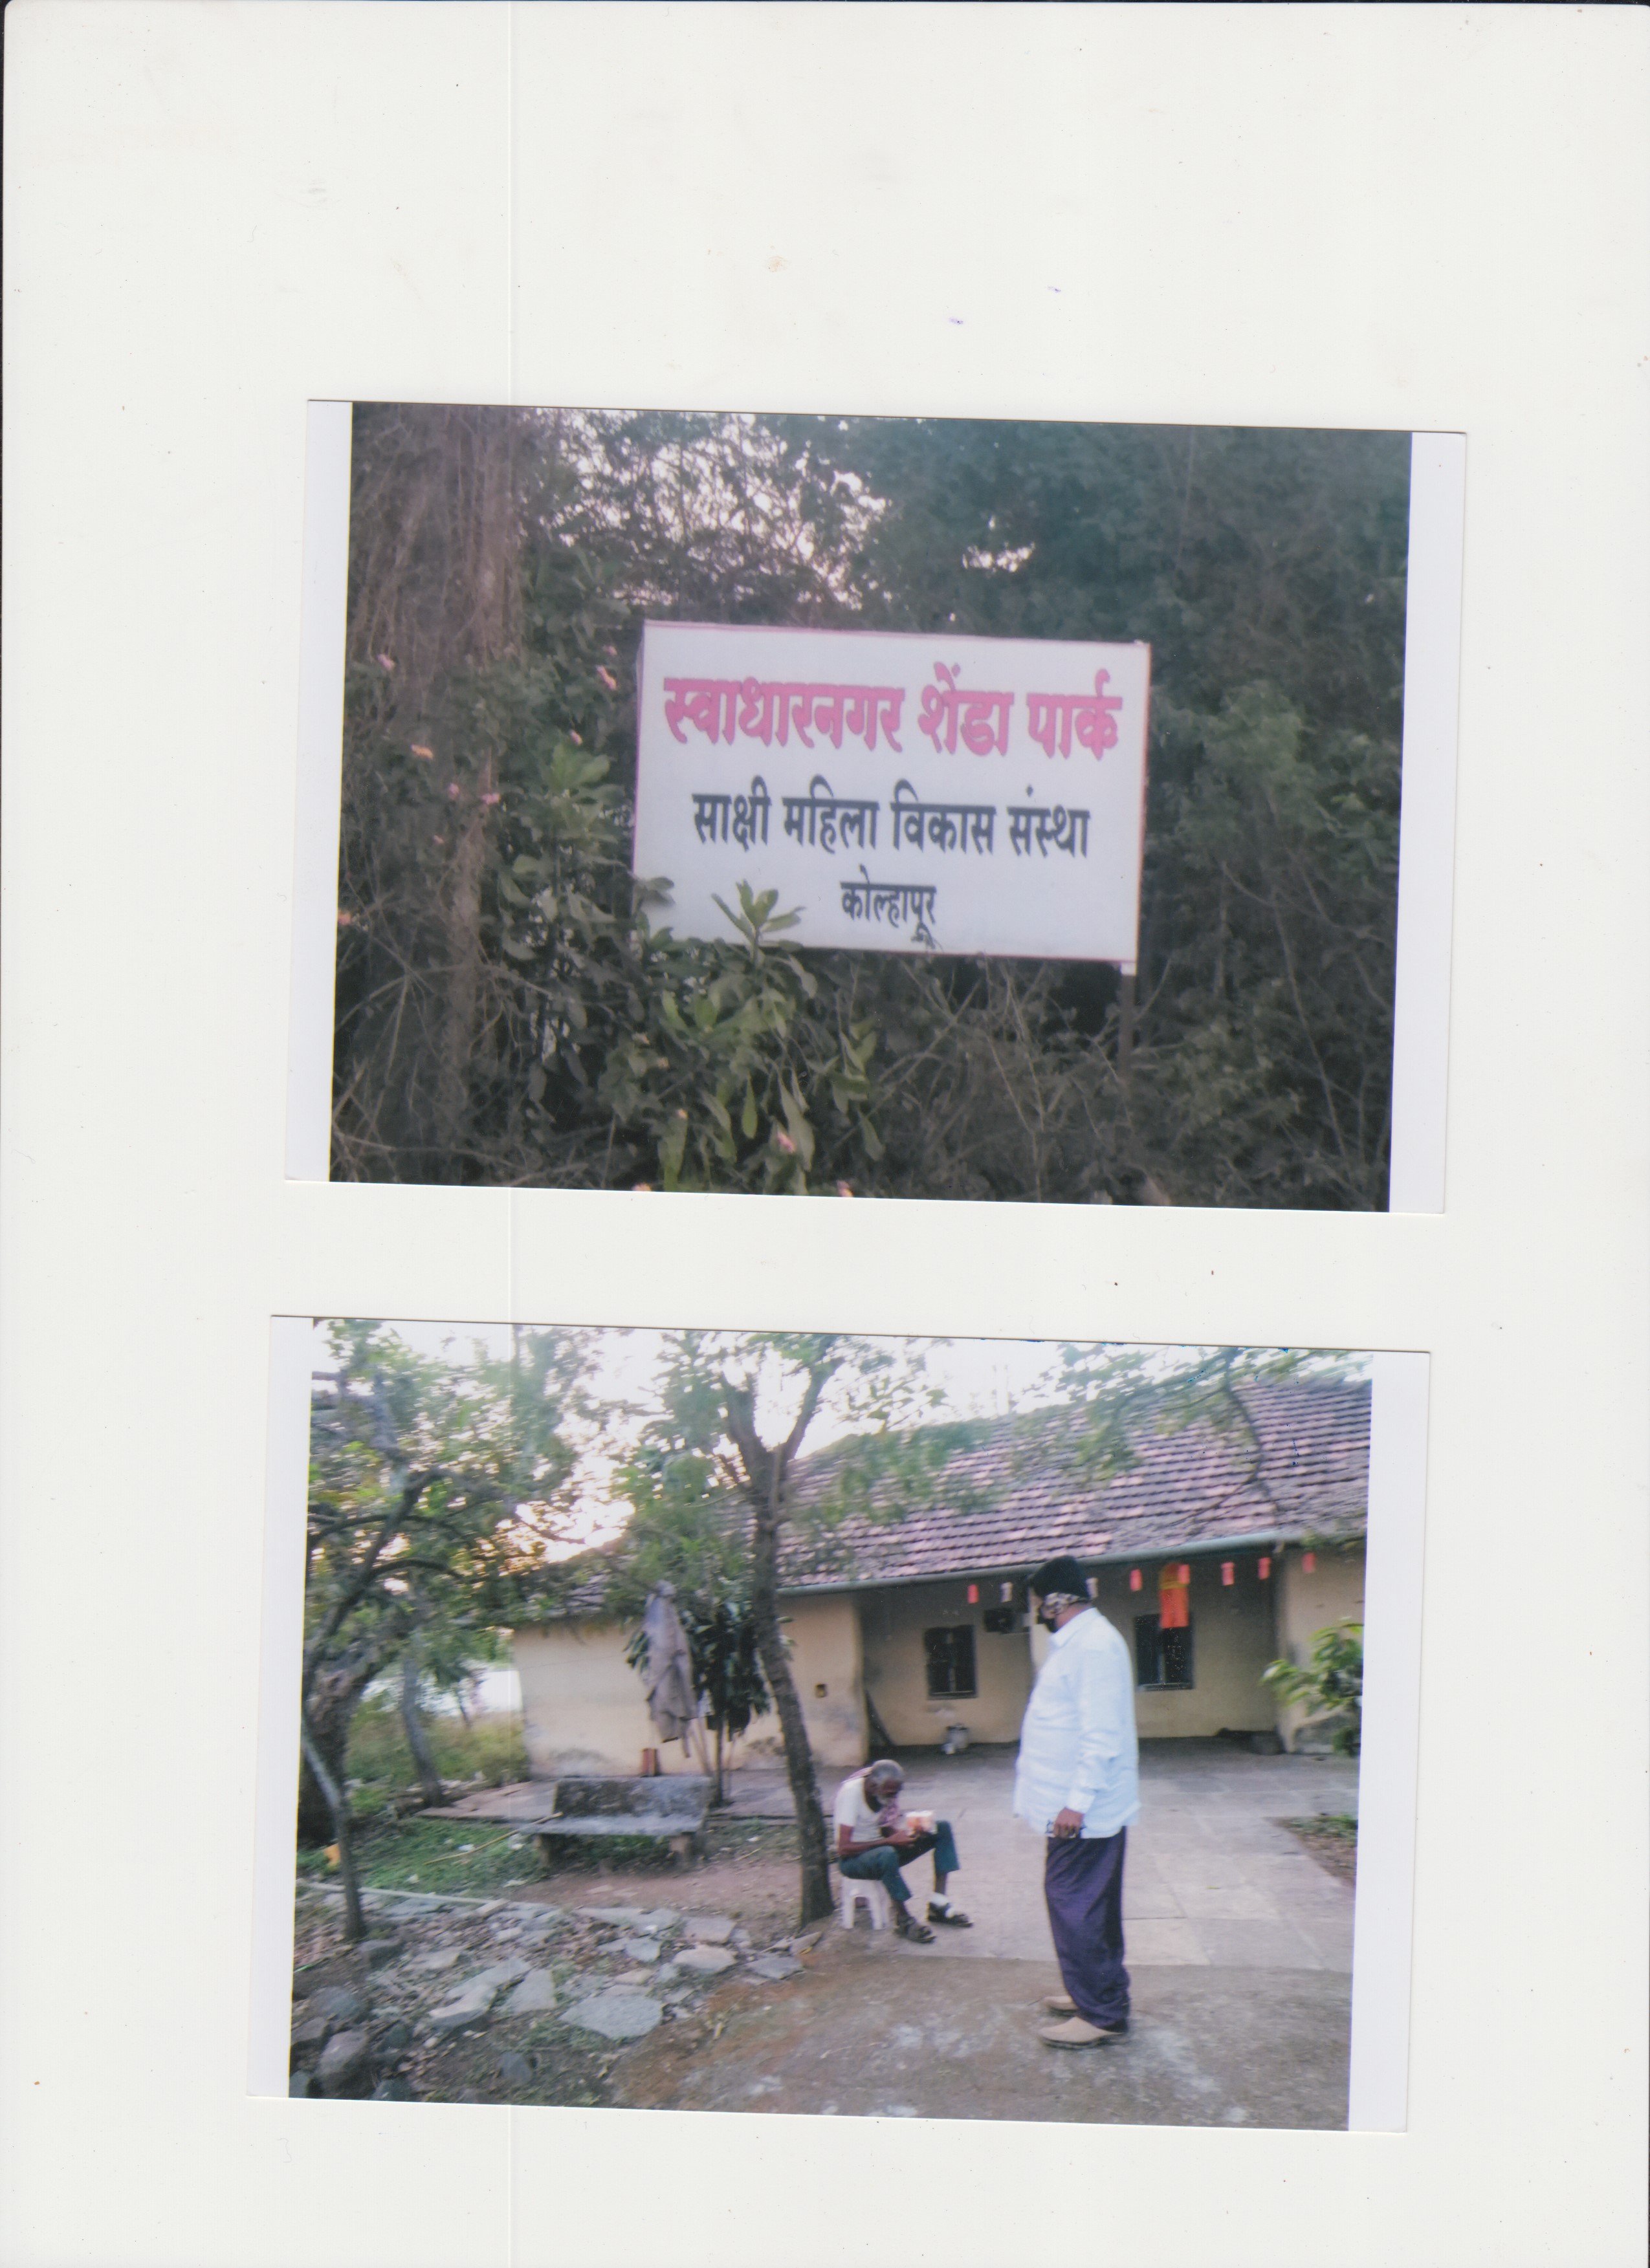 स्वाधारनगर शेंडा पार्क
साक्षी महिला विकास संस्था
कोल्हापूर